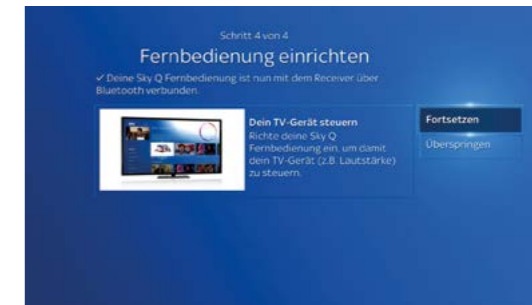 Schritt 4 von 4
Fernbedienung einrichten
✓ Deine Sky Q Fernbedienung ist nun mit dem Receiver über
Bluetooth verbunden.
Dein TV-Gerät steuern
Richte deine Sky Q
Fernbedienung ein, um damit
dein TV-Gerät (z.B. Lautstärke)
zu steuern.
Fortsetzen
Überspringen